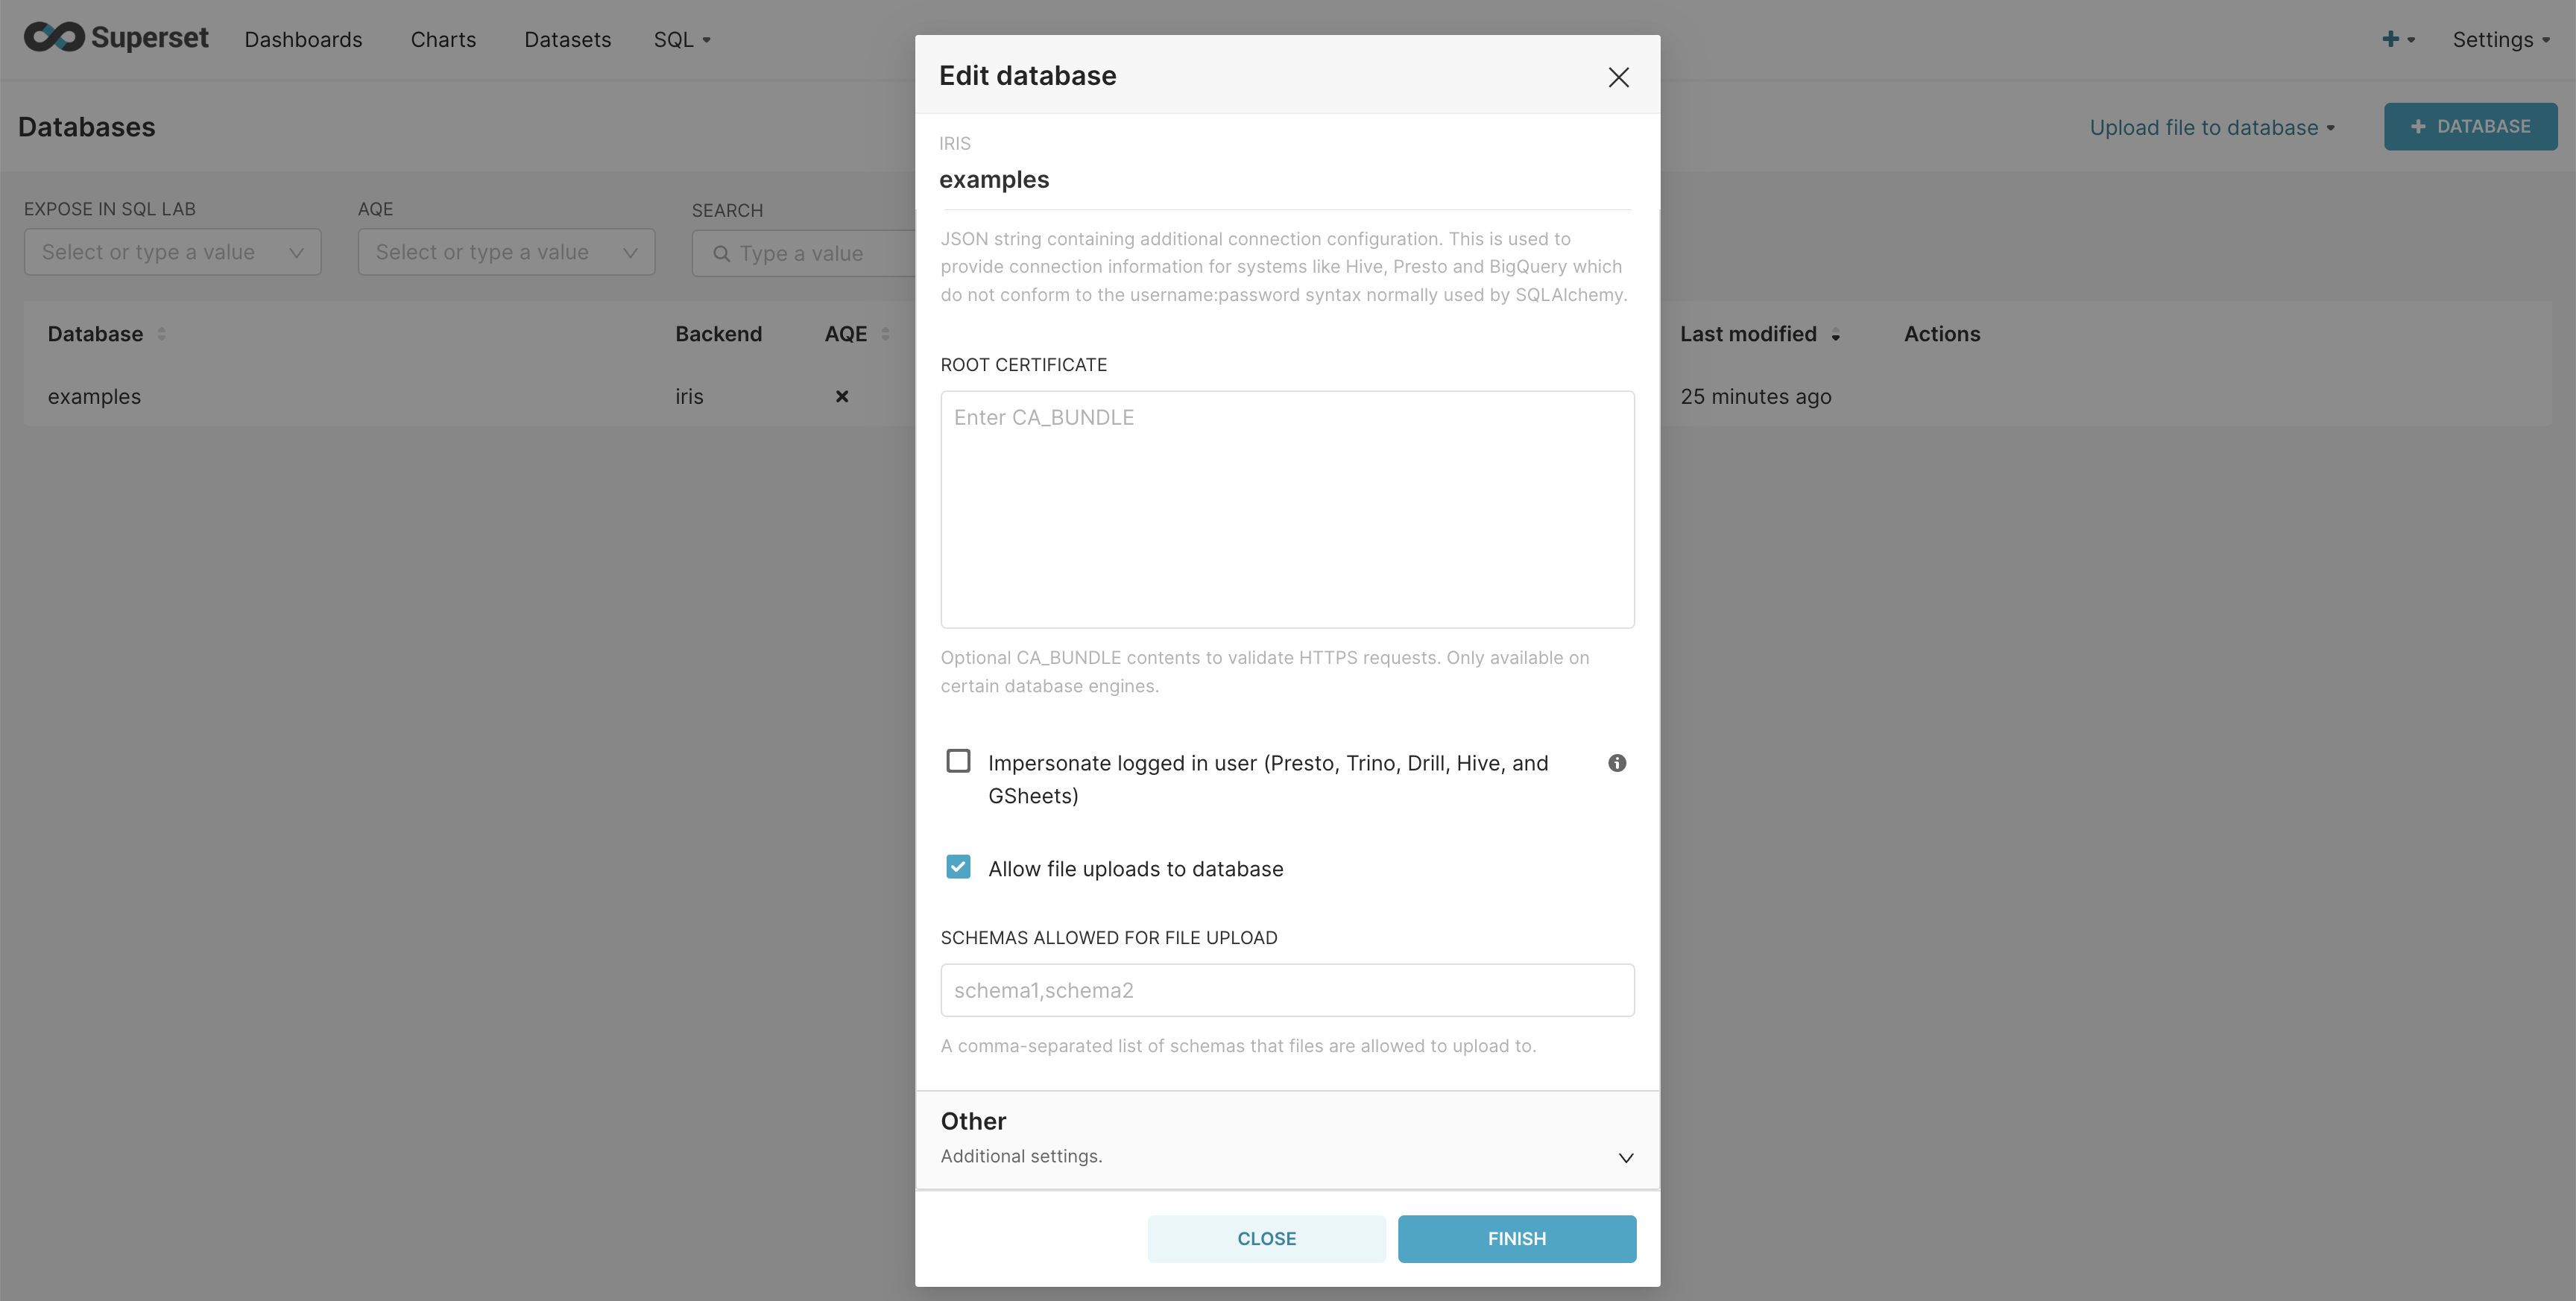 Superset
Dashboards
Charts
Datasets
SQL
Settings
Databases
Upload file to database
+ DATABASE
EXPOSE IN SQL LAB
Select or type a value
AQE
Select or type a value
SEARCH
Type a value
Database
Backend
AQE
Last modified
Actions
examples
iris
25 minutes ago
Edit database
IRIS
examples
JSON string containing additional connection configuration. This is used to
provide connection information for systems like Hive, Presto and BigQuery which
do not conform to the username:password syntax normally used by SQLAlchemy.
ROOT CERTIFICATE
Enter CA_BUNDLE
Optional CA_BUNDLE contents to validate HTTPS requests. Only available on
certain database engines.
Impersonate logged in user (Presto, Trino, Drill, Hive, and
GSheets)
Allow file uploads to database
SCHEMAS ALLOWED FOR FILE UPLOAD
schema1,schema2
A comma-separated list of schemas that files are allowed to upload to.
Other
Additional settings.
CLOSE
FINISH